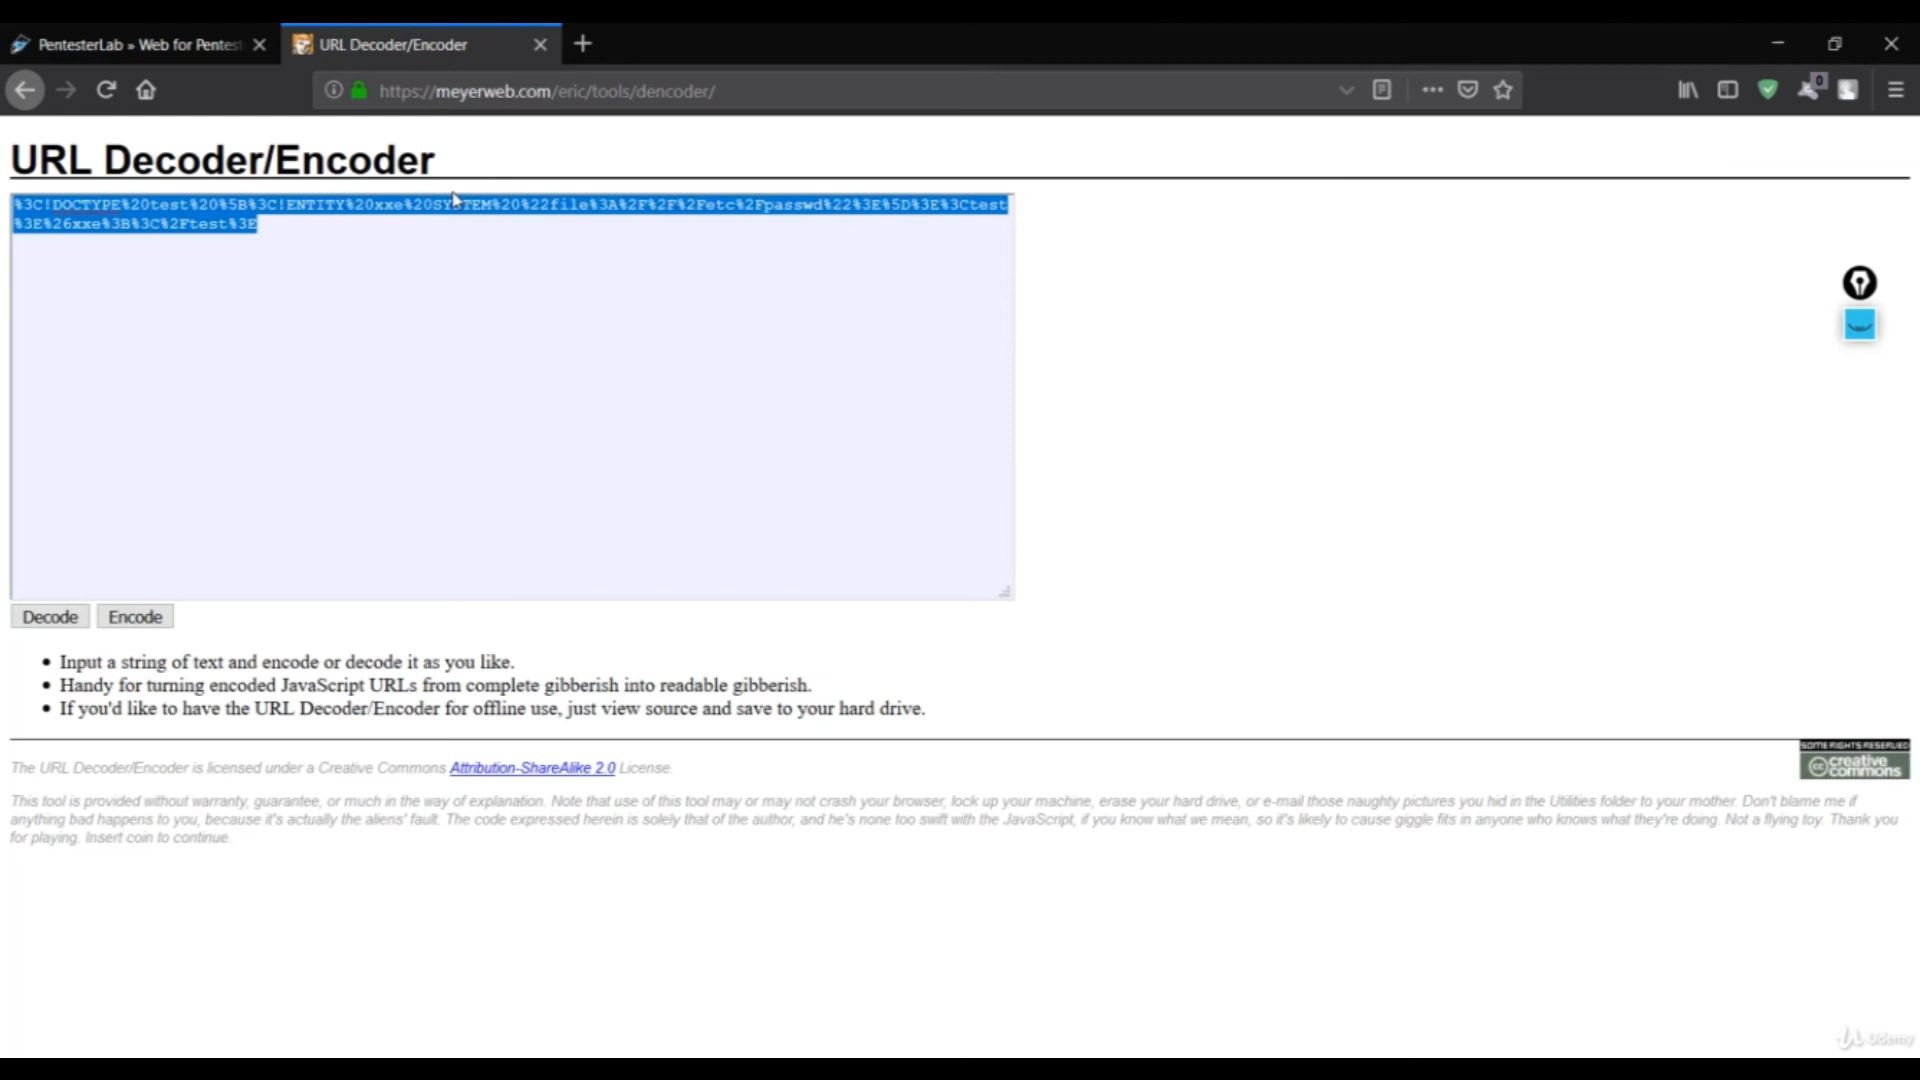 PentesterLab » Web for Pentest
URL Decoder/Encoder
https://meyerweb.com/eric/tools/dencoder/
0
URL Decoder/Encoder
%3C!DOCTYPE%20test%20%5B%3C!ENTITY%20xxe%20SYSTEM%20%22file%3A%2F%2F%2Fetc%2Fpasswd%22%3E%5D%3E%3Ctest
%3E%26xxe%3B%3C%2Ftest%3E
Decode Encode
• Input a string of text and encode or decode it as you like.
• Handy for turning encoded JavaScript URLs from complete gibberish into readable gibberish.
• If you'd like to have the URL Decoder/Encoder for offline use, just view source and save to your hard drive.
SOME RIGHTS RESERVED
cc creative commons
The URL Decoder/Encoder is licensed under a Creative Commons Attribution-ShareAlike 2.0 License.
This tool is provided without warranty, guarantee, or much in the way of explanation. Note that use of this tool may or may not crash your browser, lock up your machine, erase your hard drive, or e-mail those naughty pictures you hid in the Utilities folder to your mother. Don't blame me if
anything bad happens to you, because it's actually the aliens' fault. The code expressed herein is solely that of the author, and he's none too swift with the JavaScript, if you know what we mean, so it's likely to cause giggle fits in anyone who knows what they're doing. Not a flying toy. Thank you
for playing. Insert coin to continue.
Udemy